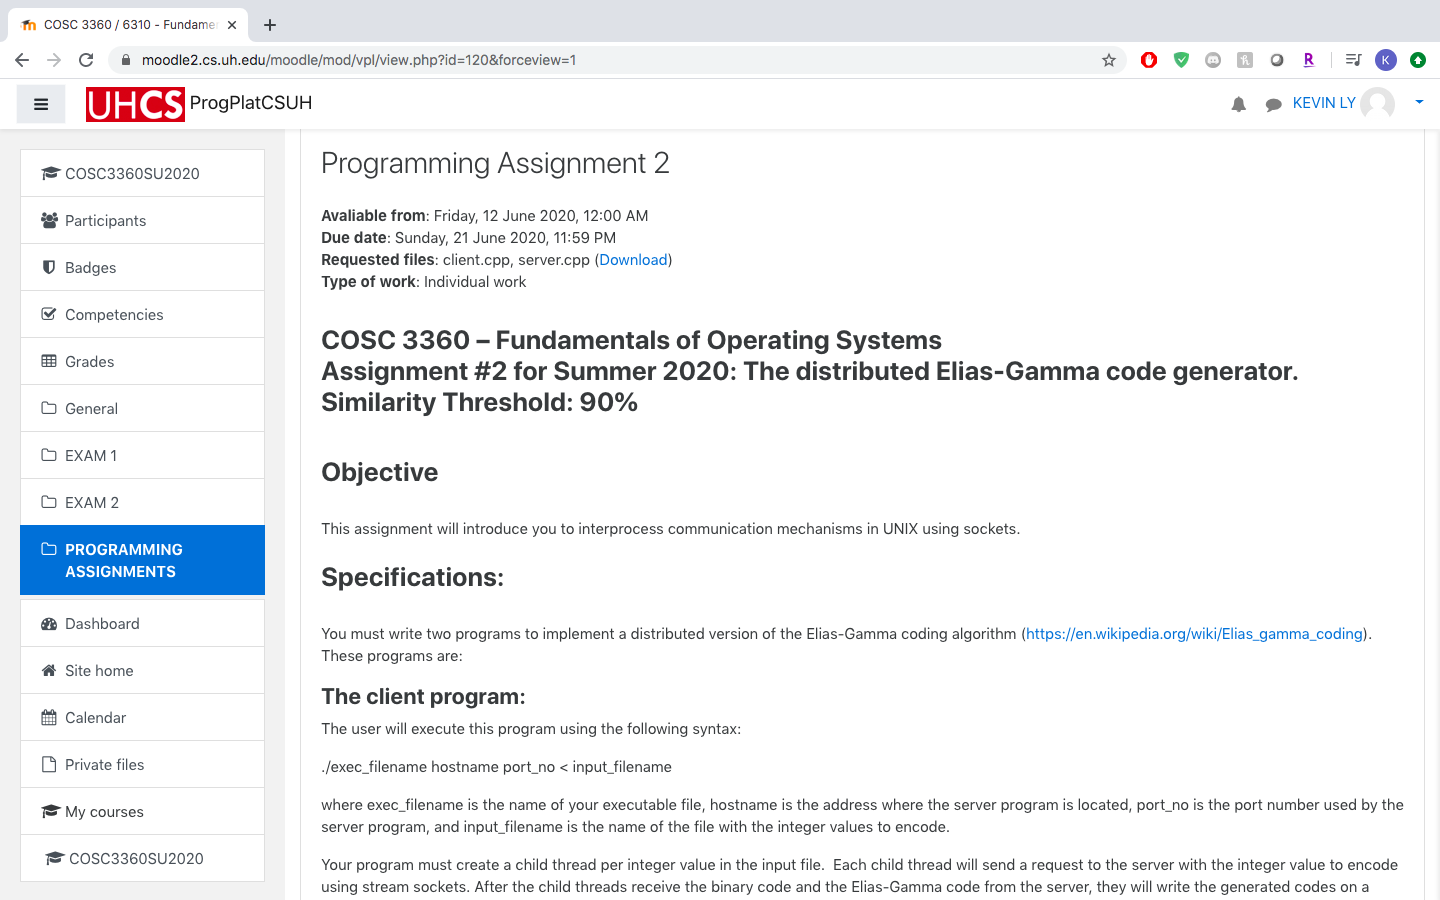 COSC 3360 / 6310 - Fundame
moodle2.cs.uh.edu/moodle/mod/vpl/view.php?id=120&forceview=1
K
UHCS ProgPlatCSUH
KEVIN LY
COSC3360SU2020
Participants
Badges
Competencies
Grades
General
EXAM 1
EXAM 2
PROGRAMMING
ASSIGNMENTS
Dashboard
Site home
Calendar
Private files
My courses
COSC3360SU2020
Programming Assignment 2
Avaliable from: Friday, 12 June 2020, 12:00 AM
Due date: Sunday, 21 June 2020, 11:59 PM
Requested files: client.cpp, server.cpp (Download)
Type of work: Individual work
COSC 3360 – Fundamentals of Operating Systems
Assignment #2 for Summer 2020: The distributed Elias-Gamma code generator.
Similarity Threshold: 90%
Objective
This assignment will introduce you to interprocess communication mechanisms in UNIX using sockets.
Specifications:
You must write two programs to implement a distributed version of the Elias-Gamma coding algorithm (https://en.wikipedia.org/wiki/Elias_gamma_coding).
These programs are:
The client program:
The user will execute this program using the following syntax:
./exec_filename hostname port_no < input_filename
where exec_filename is the name of your executable file, hostname is the address where the server program is located, port_no is the port number used by the
server program, and input_filename is the name of the file with the integer values to encode.
Your program must create a child thread per integer value in the input file.  Each child thread will send a request to the server with the integer value to encode
using stream sockets. After the child threads receive the binary code and the Elias-Gamma code from the server, they will write the generated codes on a